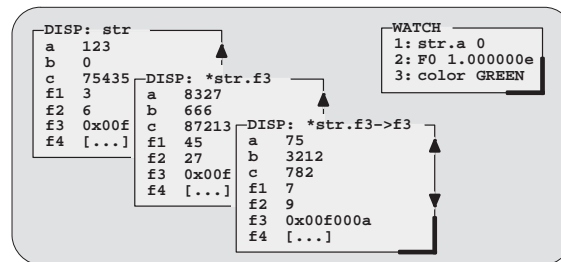 DISP: str
a 123
b 0
c 75435
f1 3
f2 6
f3 0x00f
f4 [...]
DISP: *str.f3
a 8327
b 666
c 87213
f1 45
f2 27
f3 0x00f
f4 [...]
DISP: *str.f3->f3
a 75
b 3212
c 782
f1 7
f2 9
f3 0x00f000a
f4 [...]
WATCH
1: str.a 0
2: F0 1.000000e
3: color GREEN